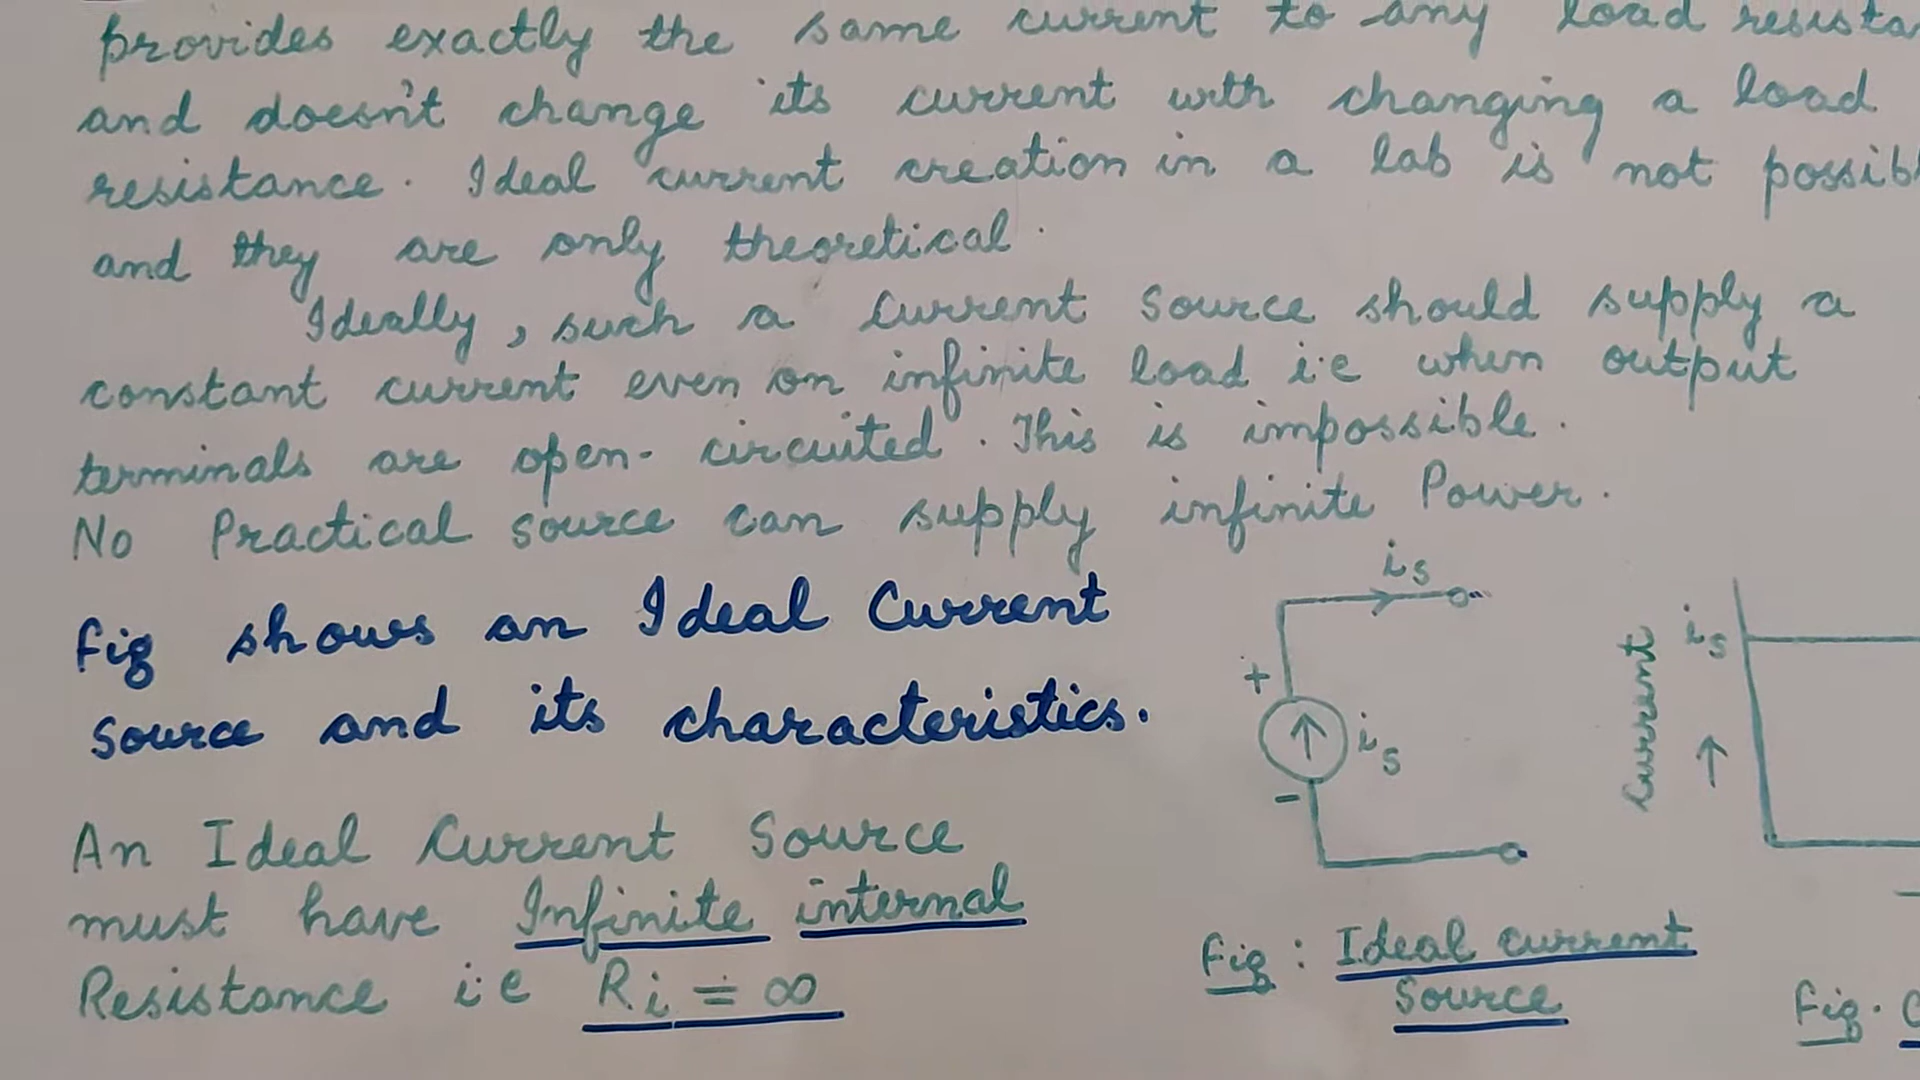 provides exactly the same current to any load
and doesn't change its current with changing a load
resistance. Ideal current creation in a lab is not
and they are only theoretical.
Ideally, such a Current Source should supply a
constant current even on infinite load i.e when output
terminals are open-circuited. This is impossible.
No Practical source can supply infinite Power.
Fig shows an Ideal Current
Source and its characteristics.
An Ideal Current Source
must have Infinite internal
Resistance i.e Ri = ∞
is
+
is
-
Fig: Ideal current
Source
is
Current
Fig.